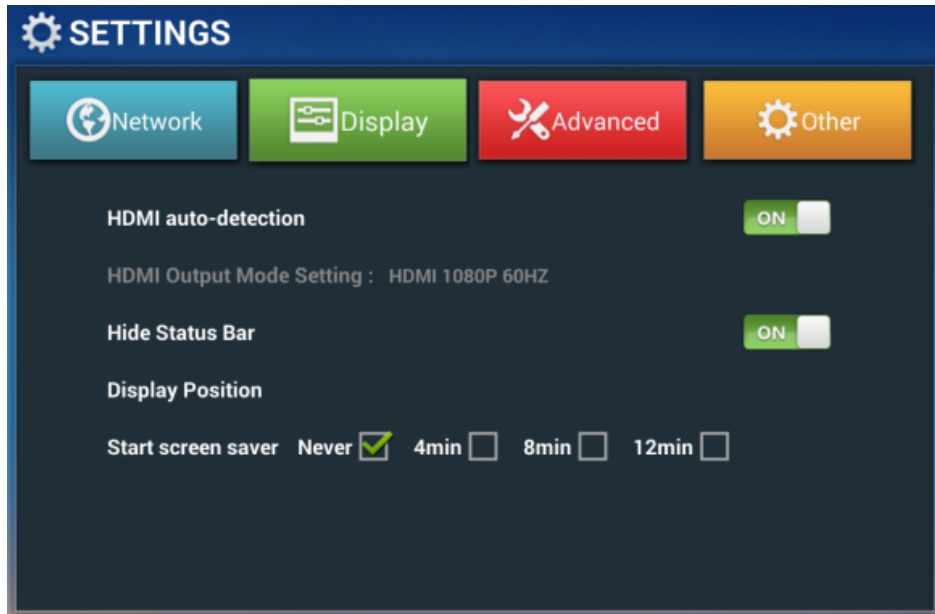 SETTINGS
Network Display Advanced Other
HDMI auto-detection ON
HDMI Output Mode Setting : HDMI 1080P 60HZ
Hide Status Bar ON
Display Position
Start screen saver Never 4min 8min 12min